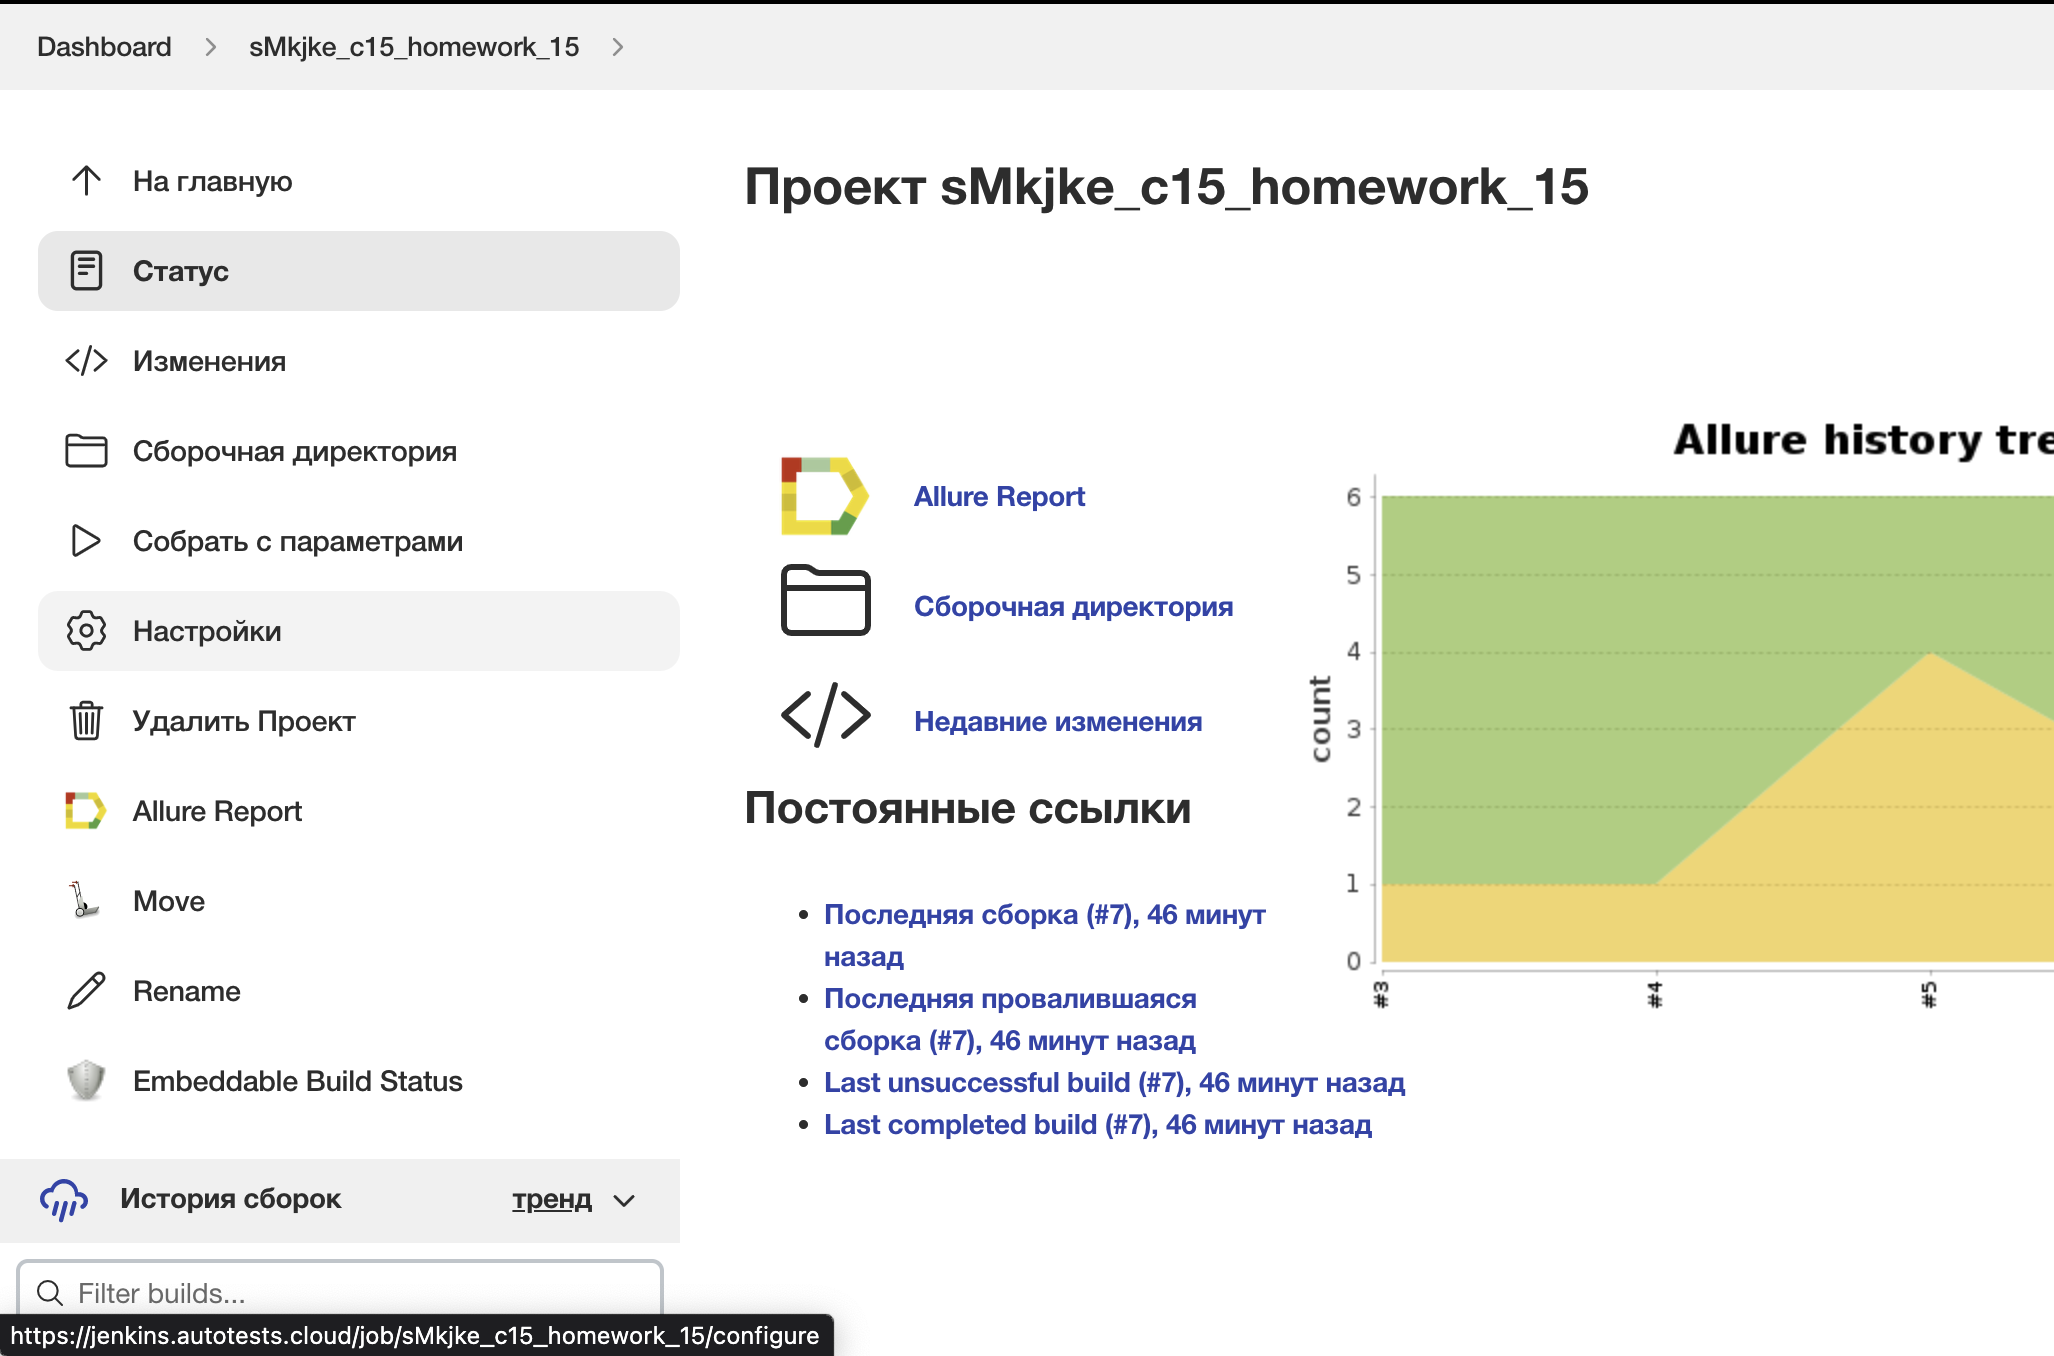 Dashboard
sMkjke_c15_homework_15
На главную
Статус
Изменения
Сборочная директория
Собрать с параметрами
Настройки
Удалить Проект
Allure Report
Move
Rename
Embeddable Build Status
История сборок
тренд
Filter builds...
https://jenkins.autotests.cloud/job/sMkjke_c15_homework_15/configure
Проект sMkjke_c15_homework_15
Allure Report
Сборочная директория
Недавние изменения
Постоянные ссылки
Последняя сборка (#7), 46 минут
назад
Последняя провалившаяся
сборка (#7), 46 минут назад
Last unsuccessful build (#7), 46 минут назад
Last completed build (#7), 46 минут назад
Allure history tre
count
6
5
4
3
2
1
0
#3
#4
#5